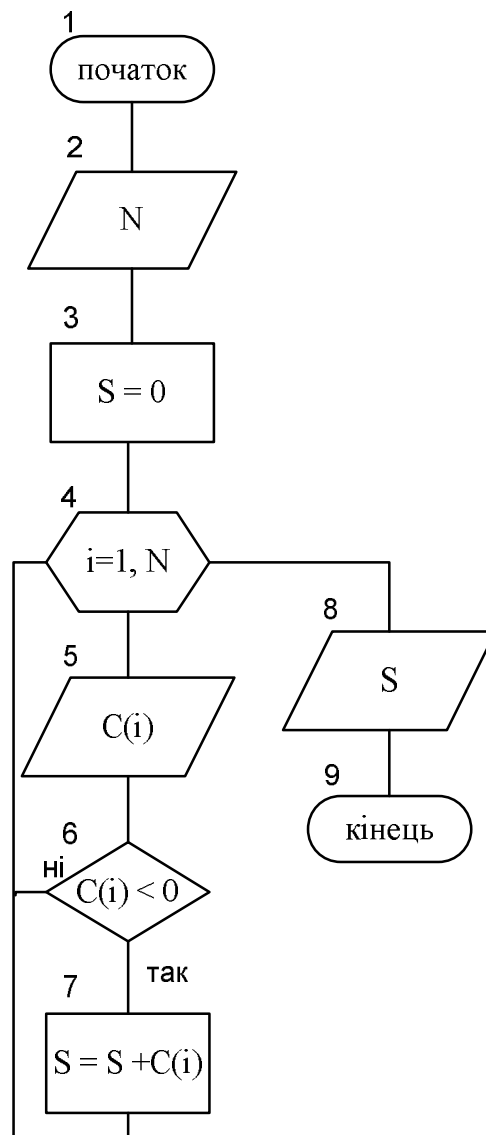 1
початок
2
N
3
S = 0
4
i=1, N
5
C(i)
6
ні
C(i) < 0
так
7
S = S +C(i)
8
S
9
кінець